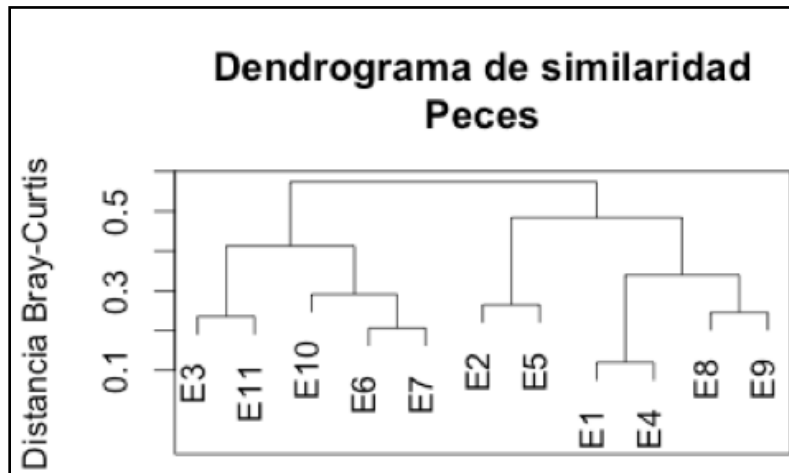 Dendrograma de similaridad
Peces
Distancia Bray-Curtis
0.5
0.3
0.1
E3
E11
E10
E6
E7
E2
E5
E1
E4
E8
E9